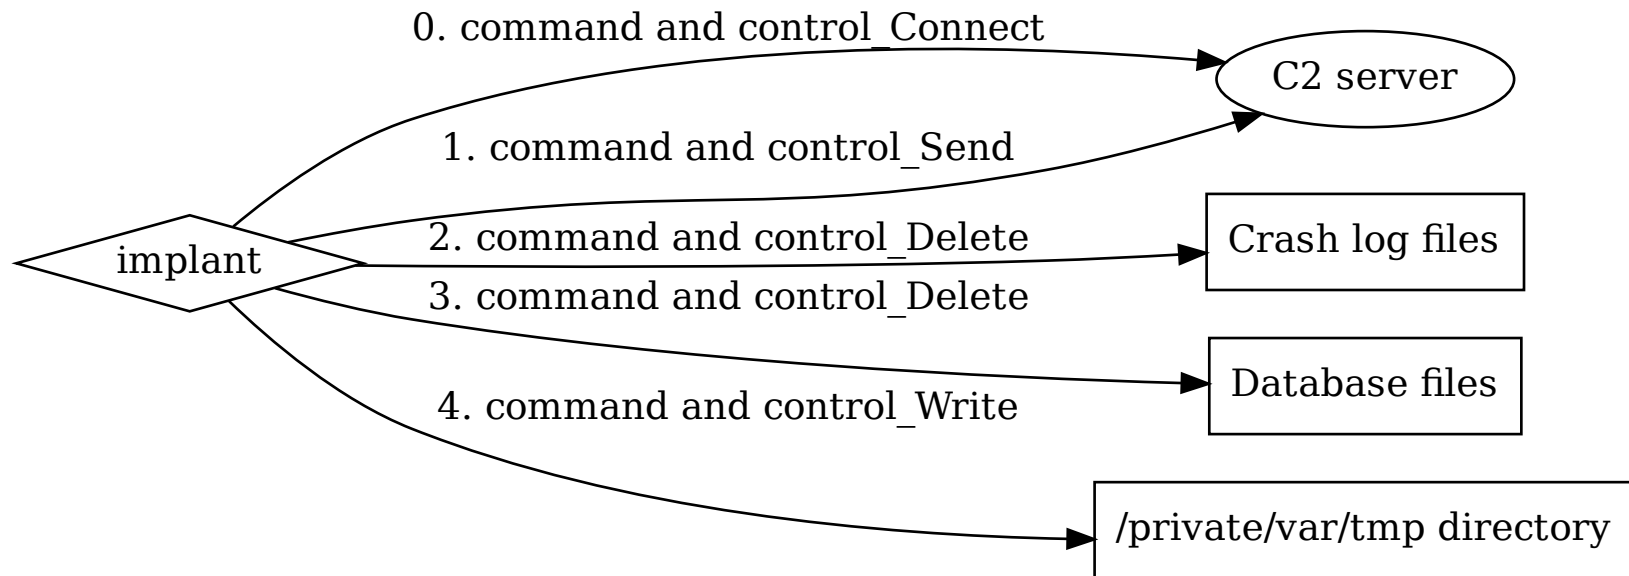 0. command and control_Connect
C2 server
1. command and control_Send
2. command and control_Delete
Crash log files
implant
3. command and control_Delete
Database files
4. command and control_Write
/private/var/tmp directory